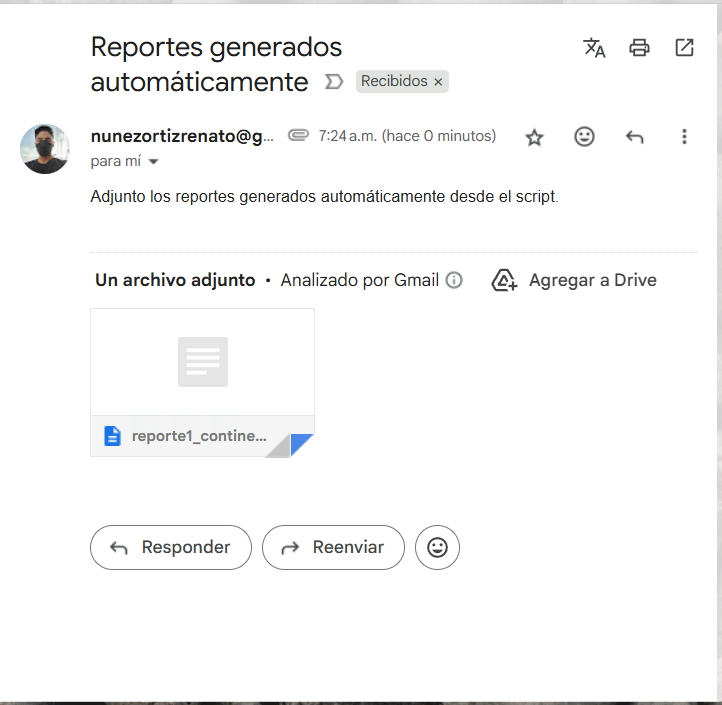 Reportes generados
automáticamente
Recibidos ×
nunezortizrenato@g... 7:24 a.m. (hace 0 minutos)
para mí
Adjunto los reportes generados automáticamente desde el script.
Un archivo adjunto • Analizado por Gmail
Agregar a Drive
reporte1_contine...
Responder
Reenviar